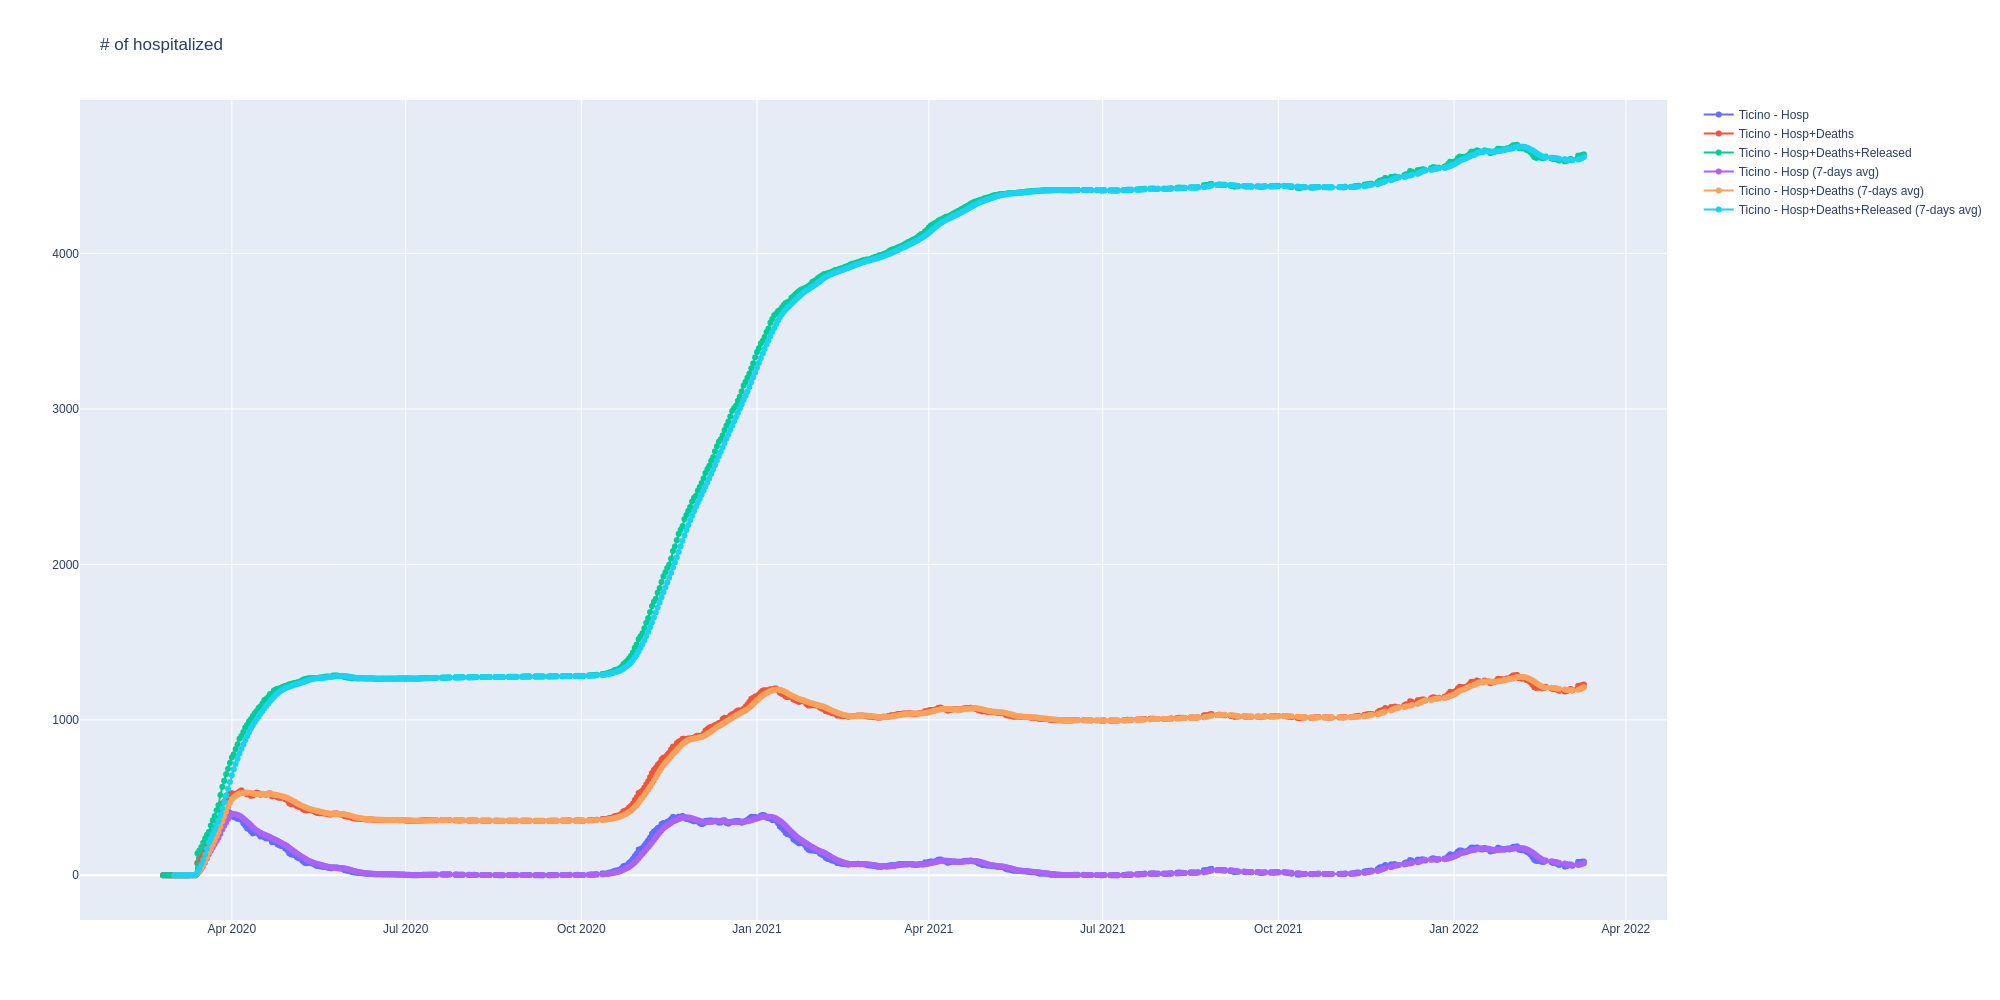 # of hospitalized
Ticino - Hosp
Ticino - Hosp+Deaths
Ticino - Hosp+Deaths+Released
Ticino - Hosp (7-days avg)
Ticino - Hosp+Deaths (7-days avg)
Ticino - Hosp+Deaths+Released (7-days avg)
4000
3000
2000
1000
0
Apr 2020
Jul 2020
Oct 2020
Jan 2021
Apr 2021
Jul 2021
Oct 2021
Jan 2022
Apr 2022